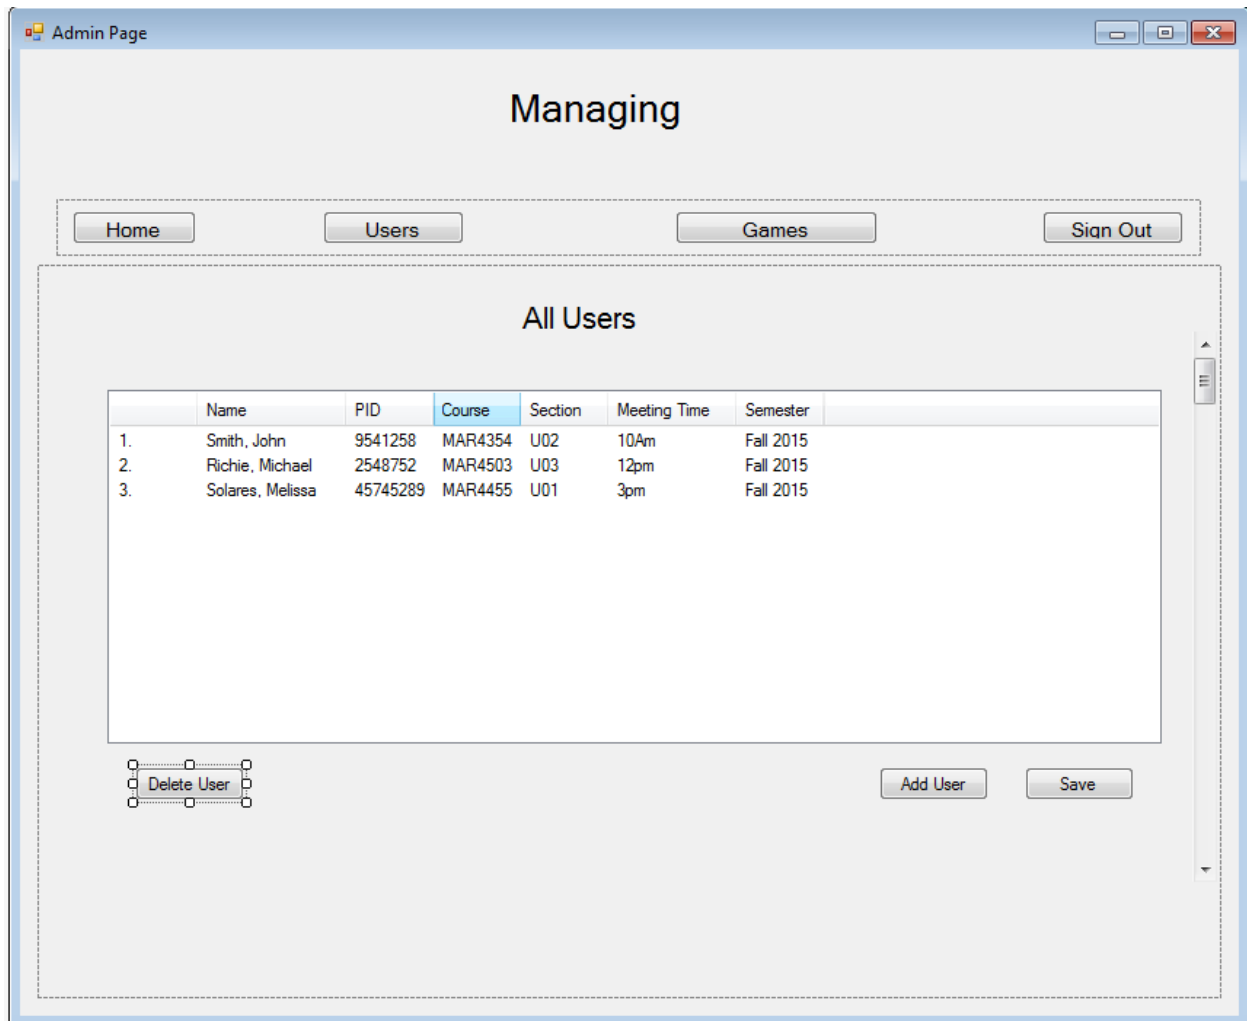 Admin Page
Managing
Home Users Games Sign Out
All Users
Name PID Course Section Meeting Time Semester
1. Smith, John 9541258 MAR4354 U02 10Am Fall 2015
2. Richie, Michael 2548752 MAR4503 U03 12pm Fall 2015
3. Solares, Melissa 45745289 MAR4455 U01 3pm Fall 2015
Delete User Add User Save